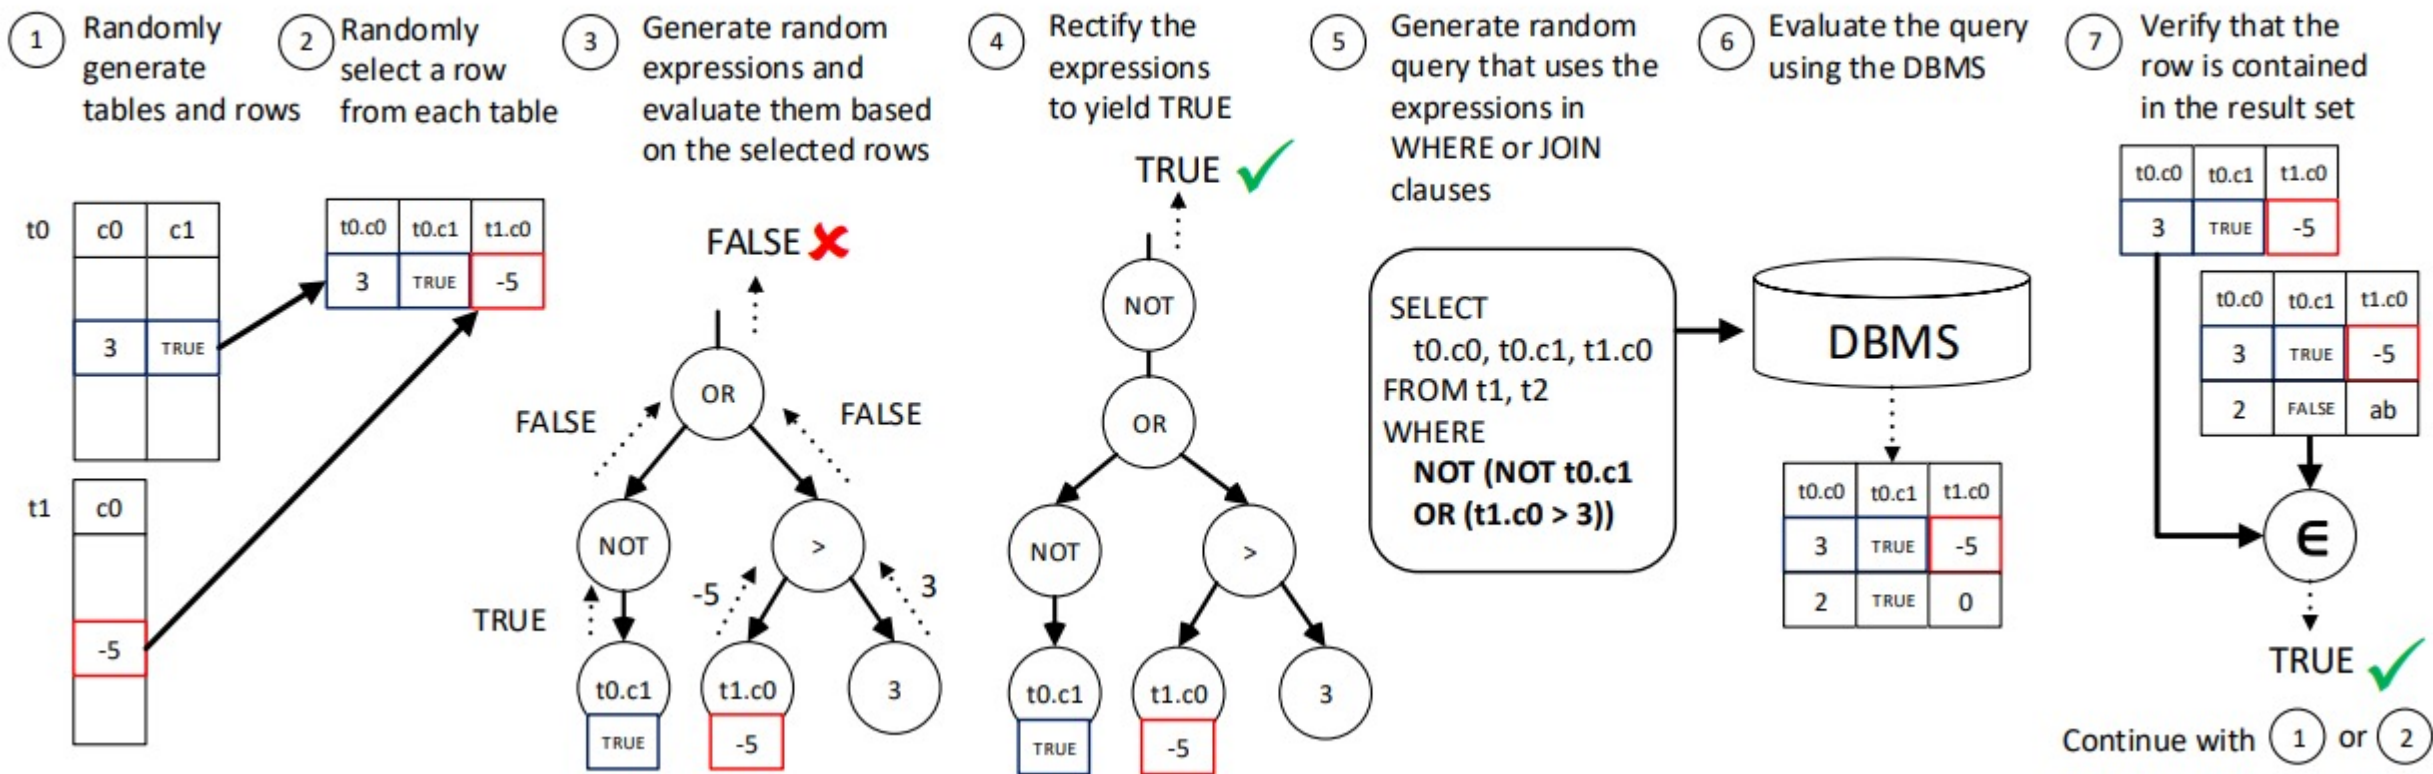 1
Randomly
generate
tables and rows
t0
c0 c1
3 TRUE
t1
c0
-5
2
Randomly
select a row
from each table
t0.c0 t0.c1 t1.c0
3 TRUE -5
3
Generate random
expressions and
evaluate them based
on the selected rows
FALSE
OR
FALSE FALSE
NOT >
TRUE -5 3
t0.c1 t1.c0 3
TRUE -5
4
Rectify the
expressions
to yield TRUE
TRUE
NOT
OR
NOT >
t0.c1 t1.c0 3
TRUE -5
5
Generate random
query that uses the
expressions in
WHERE or JOIN
clauses
SELECT
t0.c0, t0.c1, t1.c0
FROM t1, t2
WHERE
NOT (NOT t0.c1
OR (t1.c0 > 3))
6
Evaluate the query
using the DBMS
DBMS
t0.c0 t0.c1 t1.c0
3 TRUE -5
2 TRUE 0
7
Verify that the
row is contained
in the result set
t0.c0 t0.c1 t1.c0
3 TRUE -5
t0.c0 t0.c1 t1.c0
3 TRUE -5
2 FALSE ab
∈
TRUE
Continue with 1 or 2